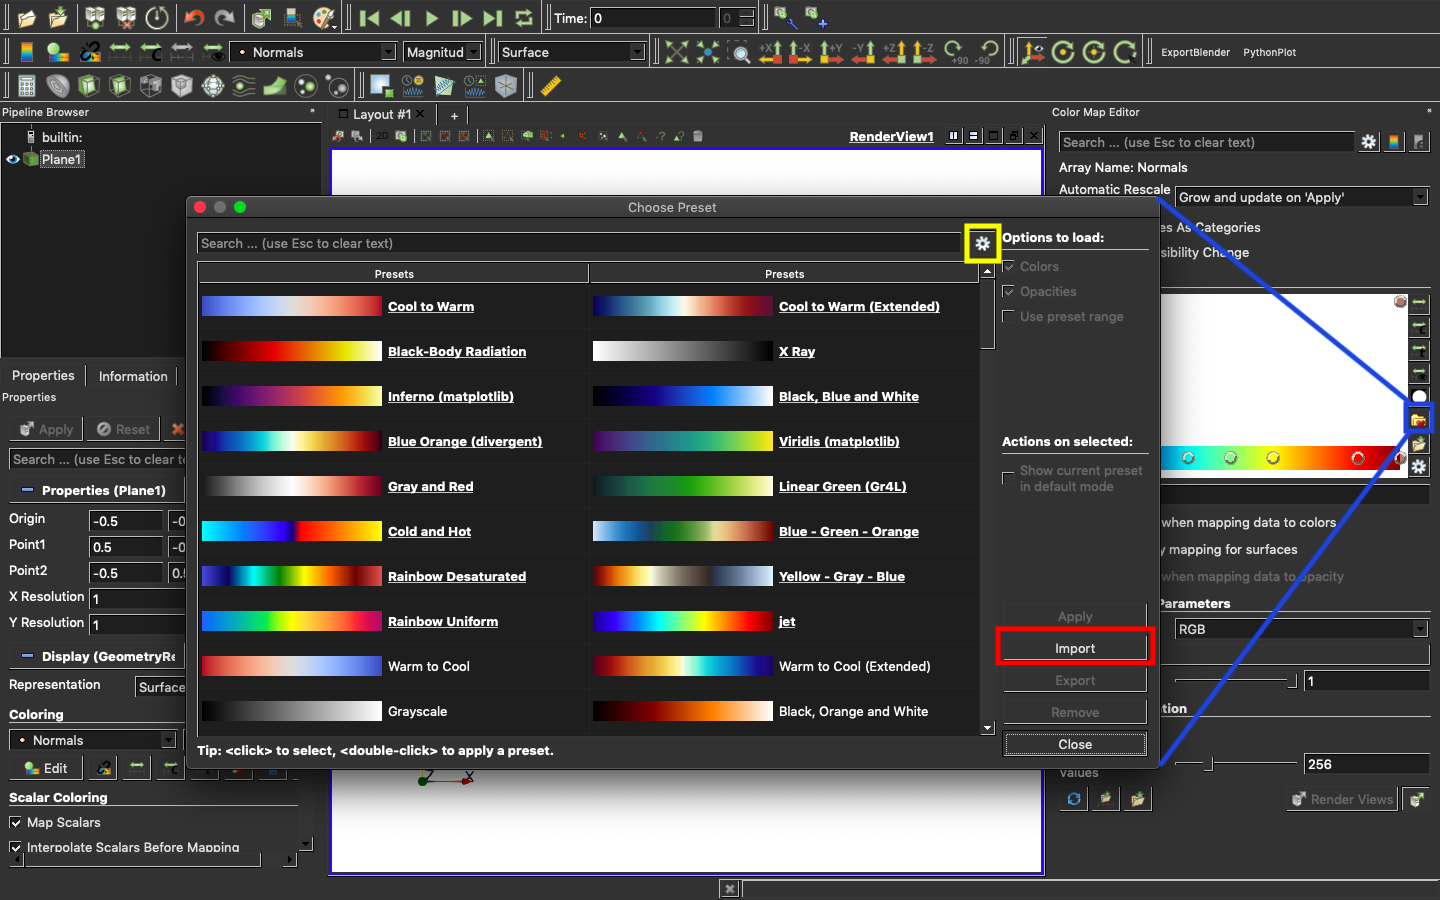 Time: 0
0
Normals
Magnitud
Surface
+X
-X
+Y
-Y
+Z
-Z
+90
-90
ExportBlender
PythonPlot
Pipeline Browser
Layout #1
Color Map Editor
builtin:
Plane1
2D
RenderView1
Search ... (use Esc to clear text)
Array Name: Normals
Automatic Rescale
Grow and update on 'Apply'
es As Categories
sibility Change
Choose Preset
Search ... (use Esc to clear text)
Options to load:
Presets
Presets
Colors
Opacities
Use preset range
Cool to Warm
Cool to Warm (Extended)
Black-Body Radiation
X Ray
Inferno (matplotlib)
Black, Blue and White
Blue Orange (divergent)
Viridis (matplotlib)
Gray and Red
Linear Green (Gr4L)
Cold and Hot
Blue - Green - Orange
Rainbow Desaturated
Yellow - Gray - Blue
Rainbow Uniform
jet
Warm to Cool
Warm to Cool (Extended)
Grayscale
Black, Orange and White
Tip: <click> to select, <double-click> to apply a preset.
Actions on selected:
Show current preset
in default mode
Apply
Import
Export
Remove
Close
Properties
Information
Properties
Apply
Reset
Search ... (use Esc to clear te
Properties (Plane1)
Origin
-0.5
-0
Point1
0.5
-0
Point2
-0.5
0.
X Resolution
1
Y Resolution
1
Display (GeometryRe
Representation
Surface
Coloring
Normals
Edit
Scalar Coloring
Map Scalars
Interpolate Scalars Before Mapping
when mapping data to colors
y mapping for surfaces
when mapping data to opacity
Parameters
RGB
1
tion
256
Values
Render Views